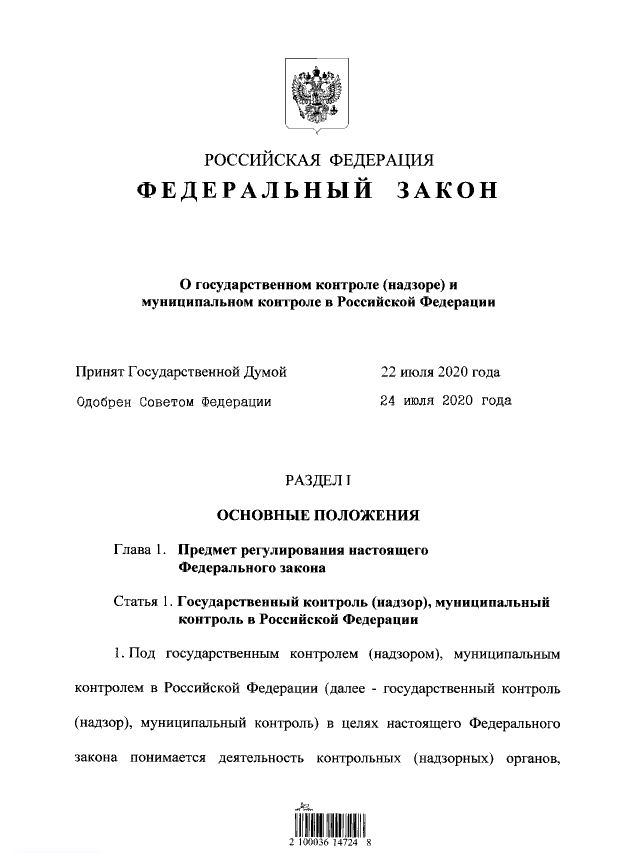 РОССИЙСКАЯ ФЕДЕРАЦИЯ
ФЕДЕРАЛЬНЫЙ ЗАКОН
О государственном контроле (надзоре) и
муниципальном контроле в Российской Федерации
Принят Государственной Думой 22 июля 2020 года
Одобрен Советом Федерации 24 июля 2020 года
РАЗДЕЛ I
ОСНОВНЫЕ ПОЛОЖЕНИЯ
Глава 1. Предмет регулирования настоящего
Федерального закона
Статья 1. Государственный контроль (надзор), муниципальный
контроль в Российской Федерации
1. Под государственным контролем (надзором), муниципальным
контролем в Российской Федерации (далее - государственный контроль
(надзор), муниципальный контроль) в целях настоящего Федерального
закона понимается деятельность контрольных (надзорных) органов,
2 100036 14724 8